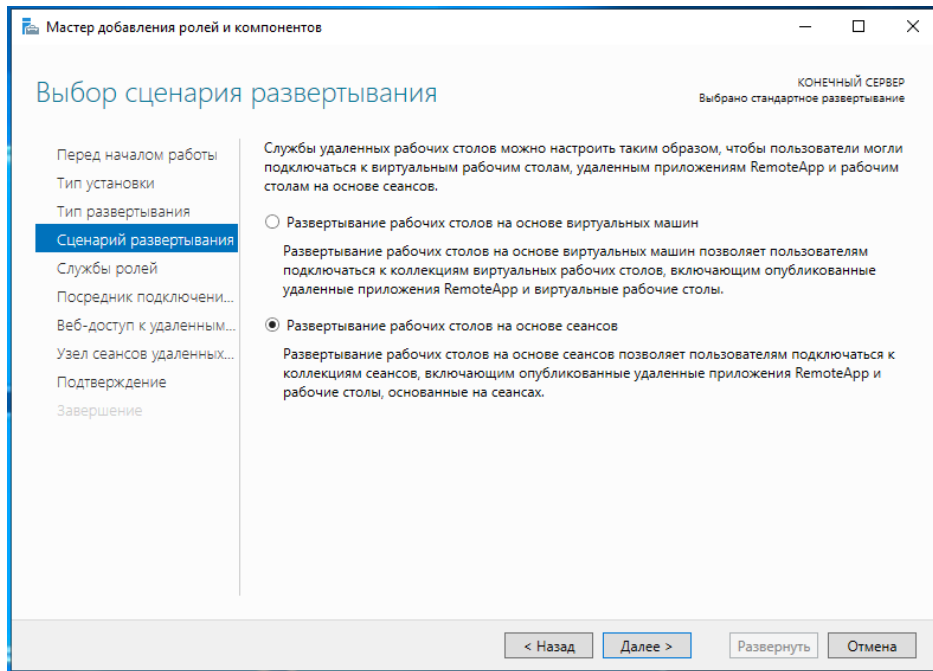 Мастер добавления ролей и компонентов
Выбор сценария развертывания
КОНЕЧНЫЙ СЕРВЕР
Выбрано стандартное развертывание
Перед началом работы
Тип установки
Тип развертывания
Сценарий развертывания
Службы ролей
Посредник подключени...
Веб-доступ к удаленным...
Узел сеансов удаленных...
Подтверждение
Завершение
Службы удаленных рабочих столов можно настроить таким образом, чтобы пользователи могли
подключаться к виртуальным рабочим столам, удаленным приложениям RemoteApp и рабочим
столам на основе сеансов.
Развертывание рабочих столов на основе виртуальных машин
Развертывание рабочих столов на основе виртуальных машин позволяет пользователям
подключаться к коллекциям виртуальных рабочих столов, включающим опубликованные
удаленные приложения RemoteApp и виртуальные рабочие столы.
Развертывание рабочих столов на основе сеансов
Развертывание рабочих столов на основе сеансов позволяет пользователям подключаться к
коллекциям сеансов, включающим опубликованные удаленные приложения RemoteApp и
рабочие столы, основанные на сеансах.
< Назад
Далее >
Развернуть
Отмена